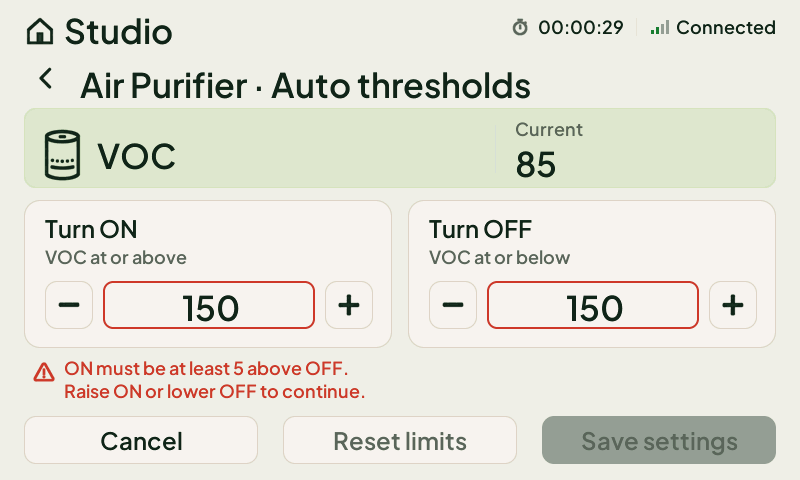 Studio
00:00:29
Connected
Air Purifier · Auto thresholds
VOC
Current
85
Turn ON
VOC at or above
150
Turn OFF
VOC at or below
150
ON must be at least 5 above OFF.
Raise ON or lower OFF to continue.
Cancel
Reset limits
Save settings